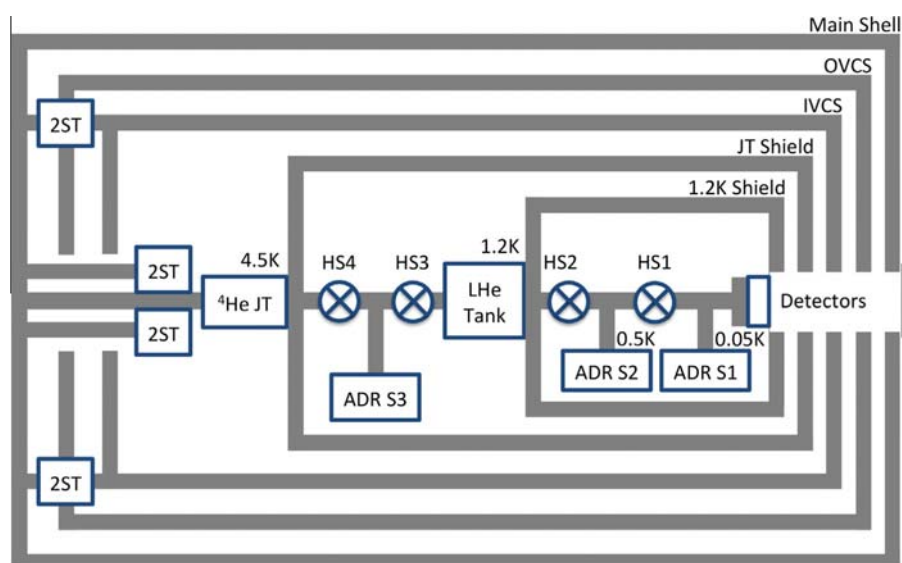 Main Shell
OVCS
2ST
IVCS
JT Shield
1.2K Shield
4.5K
HS4
HS3
1.2K
HS2
HS1
2ST
⁴He JT
LHe
Tank
Detectors
2ST
0.5K
0.05K
ADR S3
ADR S2
ADR S1
2ST